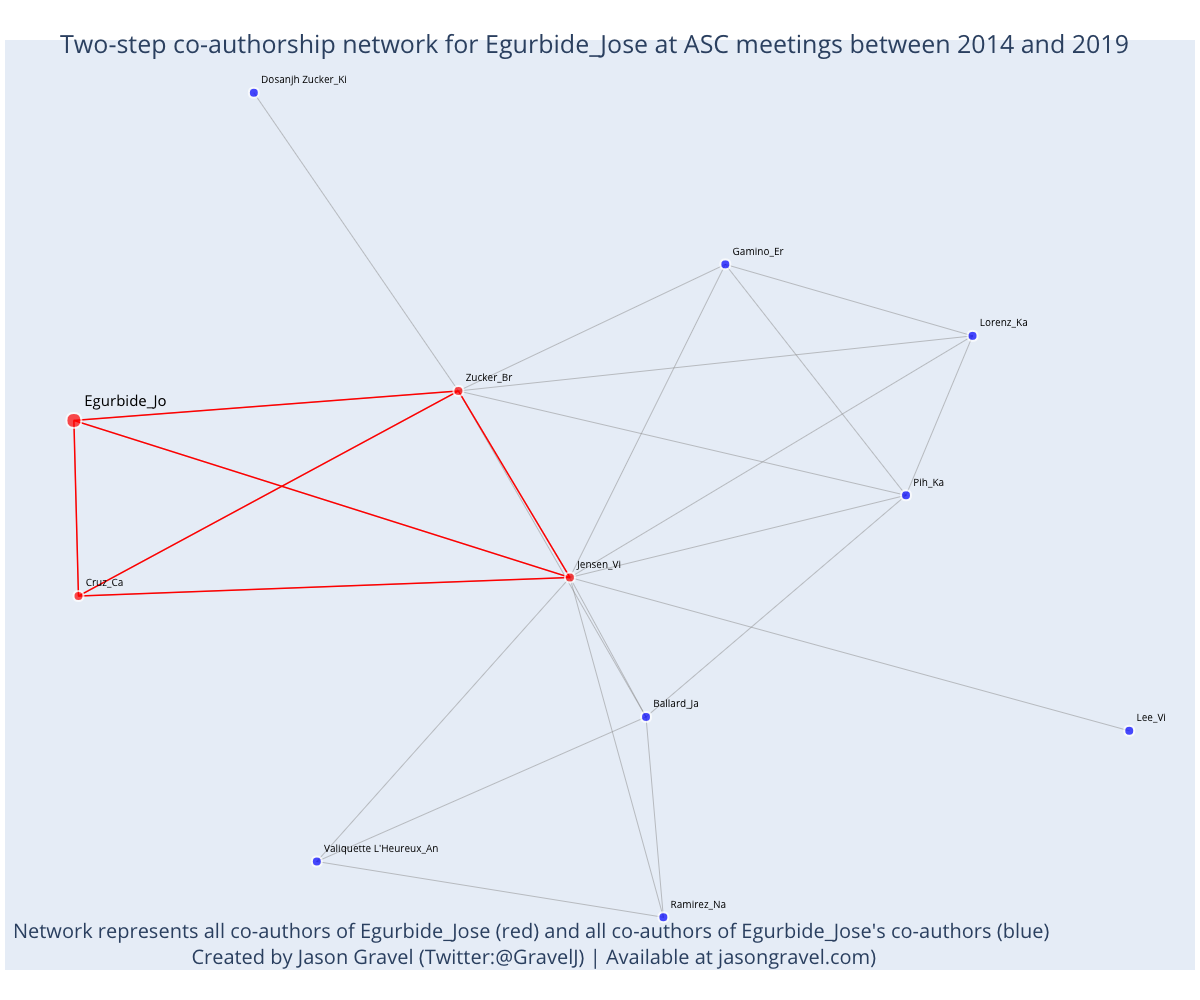 Two-step co-authorship network for Egurbide_Jose at ASC meetings between 2014 and 2019
Dosanjh Zucker_Ki
Gamino_Er
Lorenz_Ka
Zucker_Br
Egurbide_Jo
Pih_Ka
Jensen_Vi
Cruz_Ca
Ballard_Ja
Lee_Vi
Valiquette L'Heureux_An
Ramirez_Na
Network represents all co-authors of Egurbide_Jose (red) and all co-authors of Egurbide_Jose's co-authors (blue)
Created by Jason Gravel (Twitter:@GravelJ) | Available at jasongravel.com)